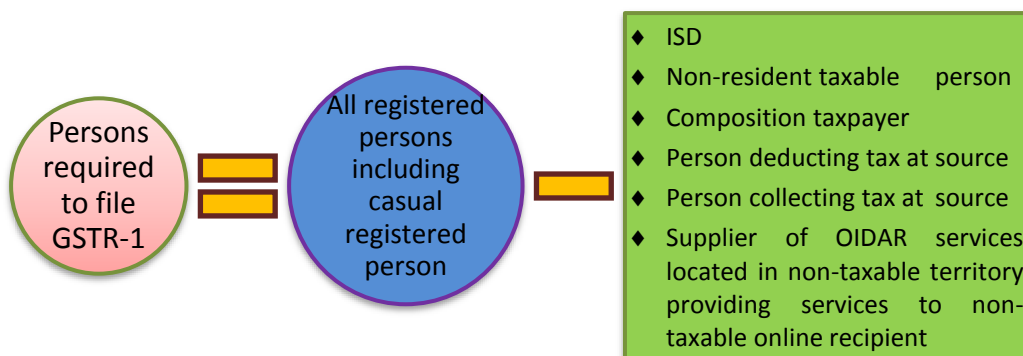 Persons
required
to file
GSTR-1
All registered
persons
including
casual
registered
person
♦ ISD
♦ Non-resident taxable person
♦ Composition taxpayer
♦ Person deducting tax at source
♦ Person collecting tax at source
♦ Supplier of OIDAR services
located in non-taxable territory
providing services to non-
taxable online recipient